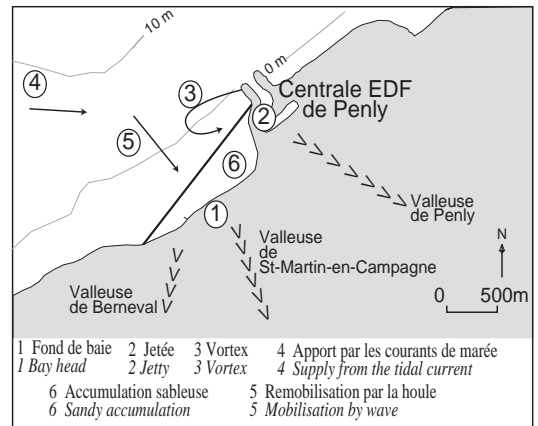 10 m
0 m
4
3
Centrale EDF
de Penly
2
5
6
Valleuse
de Penly
1
Valleuse
de
St-Martin-en-Campagne
N
Valleuse
de Berneval
0 500m
1 Fond de baie 2 Jetée 3 Vortex 4 Apport par les courants de marée
1 Bay head 2 Jetty 3 Vortex 4 Supply from the tidal current
6 Accumulation sableuse 5 Remobilisation par la houle
6 Sandy accumulation 5 Mobilisation by wave